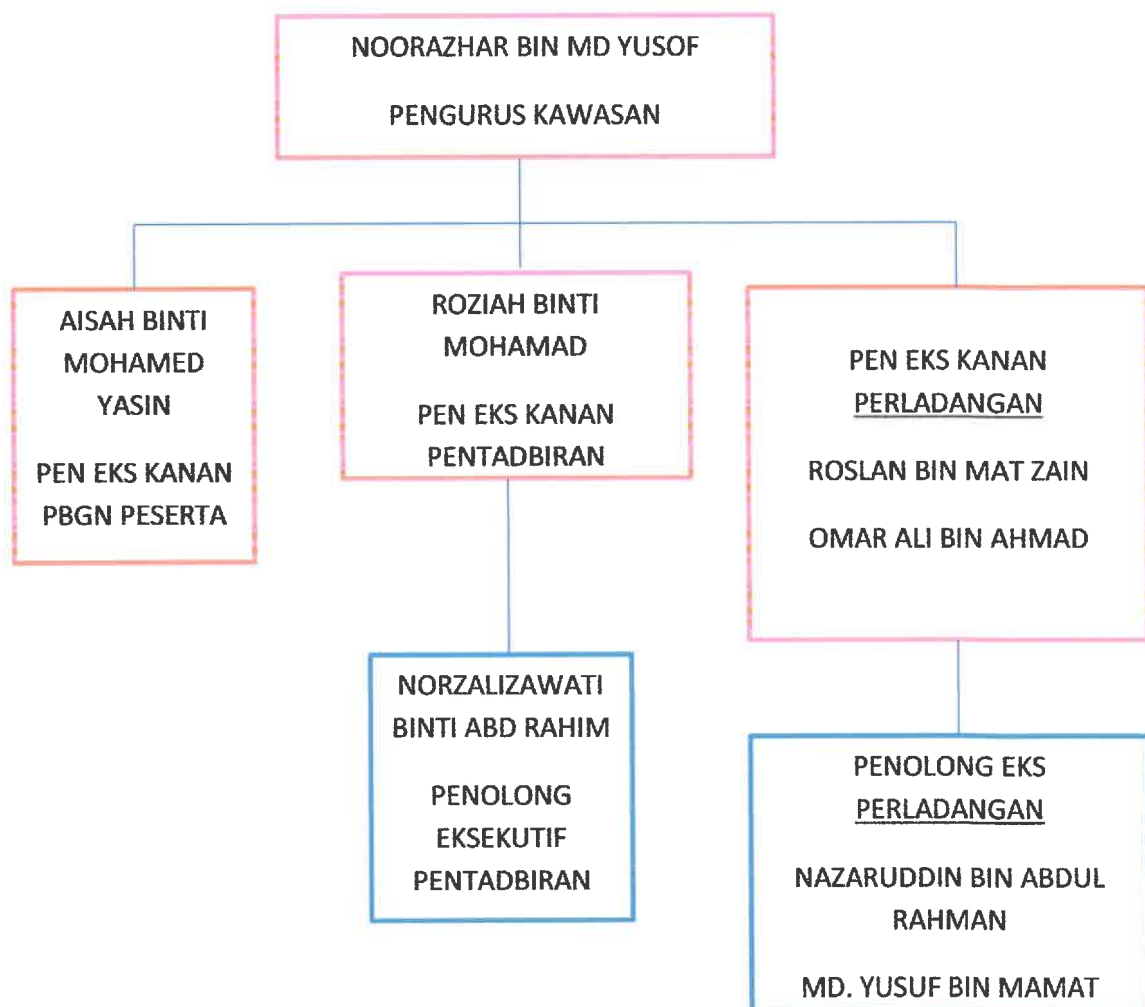 NOORAZHAR BIN MD YUSOF
PENGURUS KAWASAN
AISAH BINTI
MOHAMED
YASIN
PEN EKS KANAN
PBGN PESERTA
ROZIAH BINTI
MOHAMAD
PEN EKS KANAN
PENTADBIRAN
PEN EKS KANAN
PERLADANGAN
ROSLAN BIN MAT ZAIN
OMAR ALI BIN AHMAD
NORZALIZAWATI
BINTI ABD RAHIM
PENOLONG
EKSEKUTIF
PENTADBIRAN
PENOLONG EKS
PERLADANGAN
NAZARUDDIN BIN ABDUL
RAHMAN
MD. YUSUF BIN MAMAT